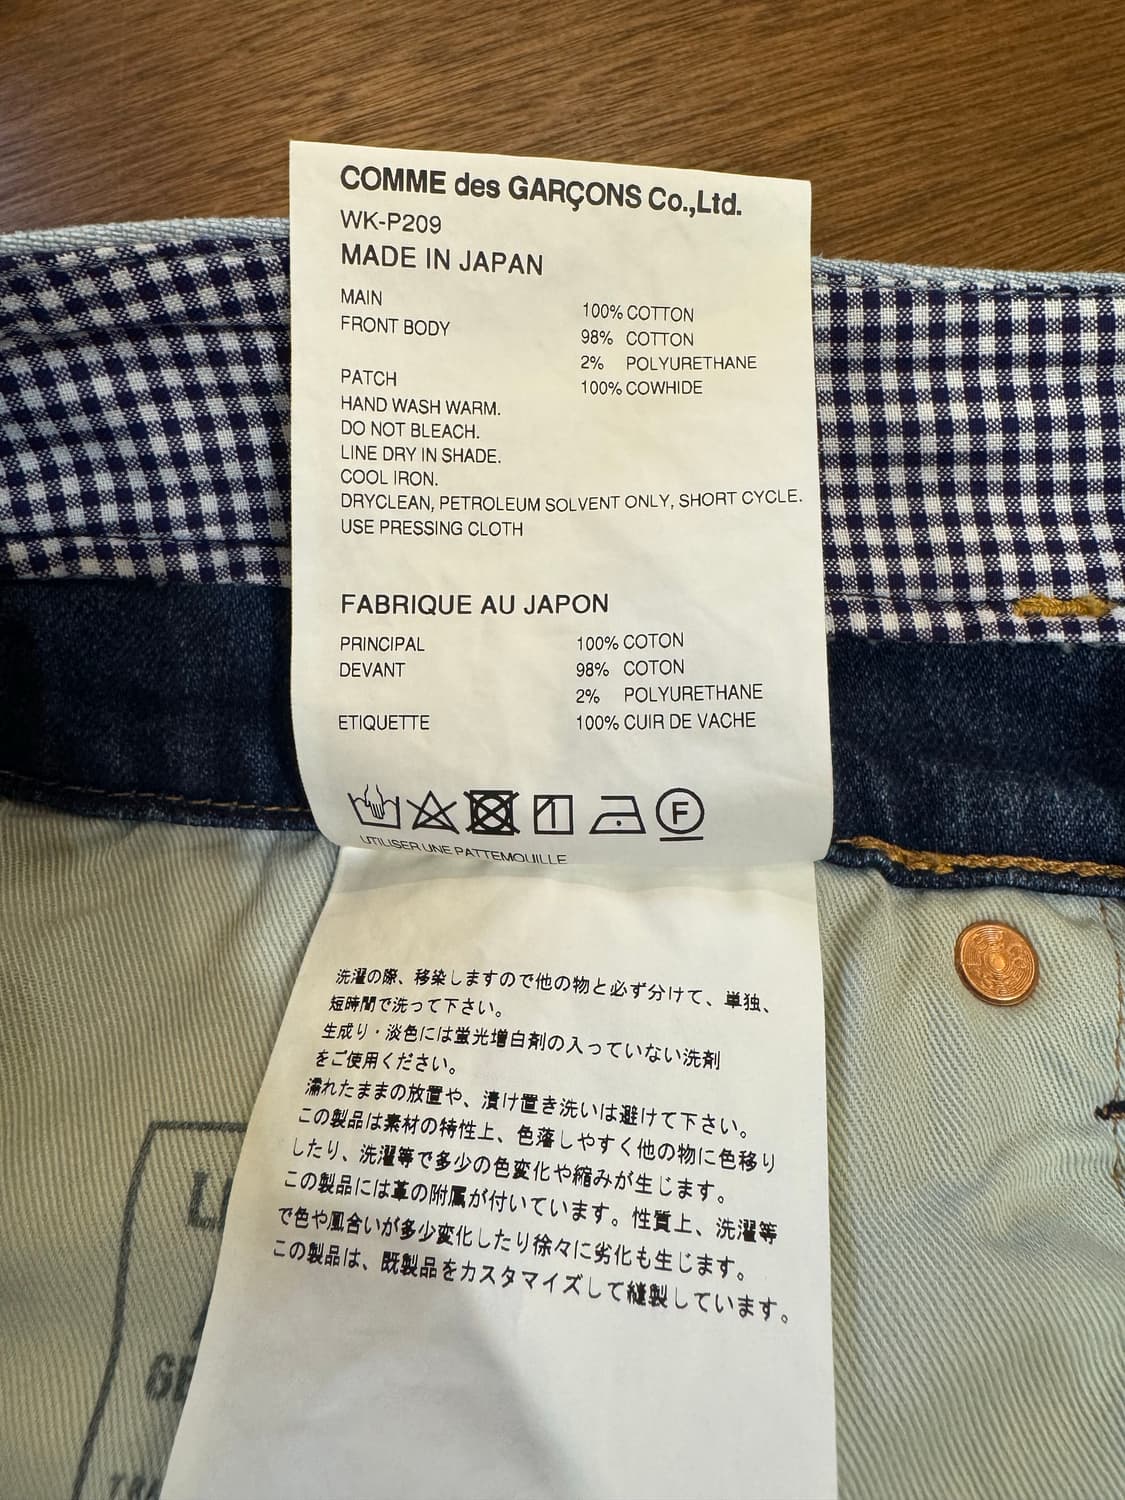 COMME des GARÇONS Co.,Ltd.
WK-P209
MADE IN JAPAN
MAIN 100% COTTON
FRONT BODY 98% COTTON
2% POLYURETHANE
PATCH 100% COWHIDE
HAND WASH WARM.
DO NOT BLEACH.
LINE DRY IN SHADE.
COOL IRON.
DRYCLEAN, PETROLEUM SOLVENT ONLY, SHORT CYCLE.
USE PRESSING CLOTH
FABRIQUE AU JAPON
PRINCIPAL 100% COTON
DEVANT 98% COTON
2% POLYURETHANE
ETIQUETTE 100% CUIR DE VACHE
F
UTILISER UNE PATTEMOUILLE
洗濯の際、移染しますので他の物と必ず分けて、単独、
短時間で洗って下さい。
生成り・淡色には蛍光増白剤の入っていない洗剤
をご使用ください。
濡れたままの放置や、漬け置き洗いは避けて下さい。
この製品は素材の特性上、色落しやすく他の物に色移り
したり、洗濯等で多少の色変化や縮みが生じます。
この製品には革の附属が付いています。性質上、洗濯等
で色や風合いが多少変化したり徐々に劣化も生じます。
この製品は、既製品をカスタマイズして縫製しています。